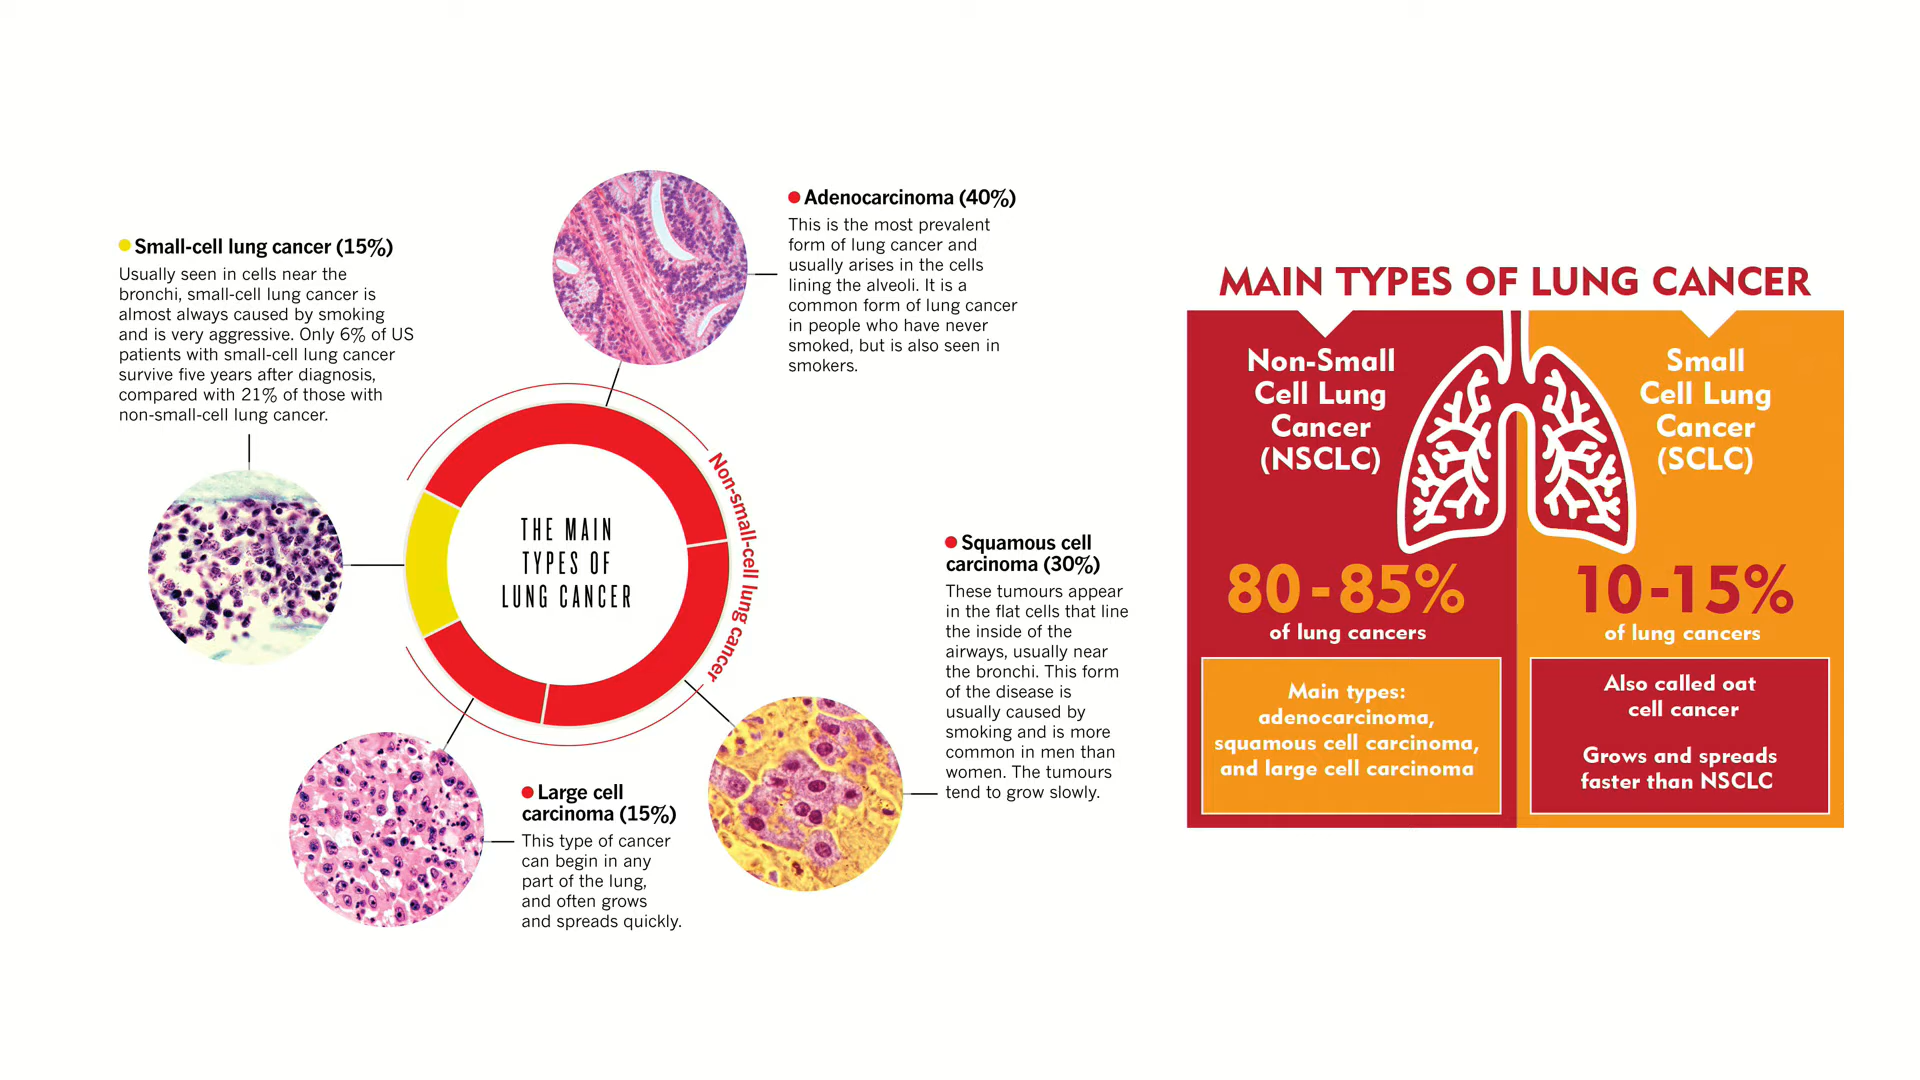 Small-cell lung cancer (15%)
Usually seen in cells near the
bronchi, small-cell lung cancer is
almost always caused by smoking
and is very aggressive. Only 6% of US
patients with small-cell lung cancer
survive five years after diagnosis,
compared with 21% of those with
non-small-cell lung cancer.
Adenocarcinoma (40%)
This is the most prevalent
form of lung cancer and
usually arises in the cells
lining the alveoli. It is a
common form of lung cancer
in people who have never
smoked, but is also seen in
smokers.
THE MAIN
TYPES OF
LUNG CANCER
Non-small-cell lung cancer
Squamous cell
carcinoma (30%)
These tumours appear
in the flat cells that line
the inside of the
airways, usually near
the bronchi. This form
of the disease is
usually caused by
smoking and is more
common in men than
women. The tumours
tend to grow slowly.
Large cell
carcinoma (15%)
This type of cancer
can begin in any
part of the lung,
and often grows
and spreads quickly.
MAIN TYPES OF LUNG CANCER
Non-Small
Cell Lung
Cancer
(NSCLC)
80-85%
of lung cancers
Main types:
adenocarcinoma,
squamous cell carcinoma,
and large cell carcinoma
Small
Cell Lung
Cancer
(SCLC)
10-15%
of lung cancers
Also called oat
cell cancer
Grows and spreads
faster than NSCLC